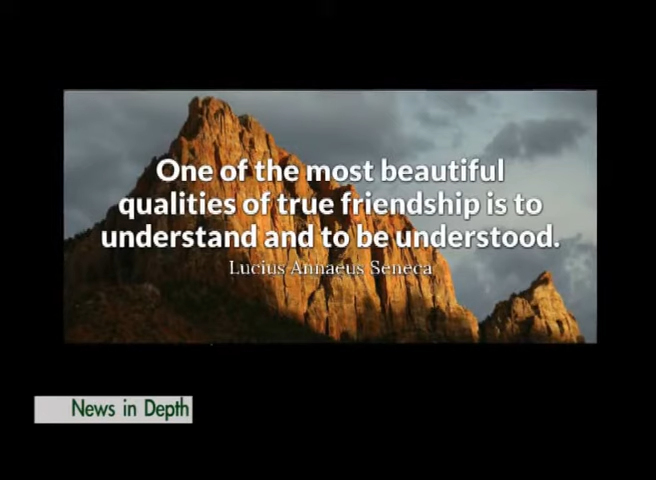 One of the most beautiful
qualities of true friendship is to
understand and to be understood.
Lucius Annaeus Seneca
News in Depth